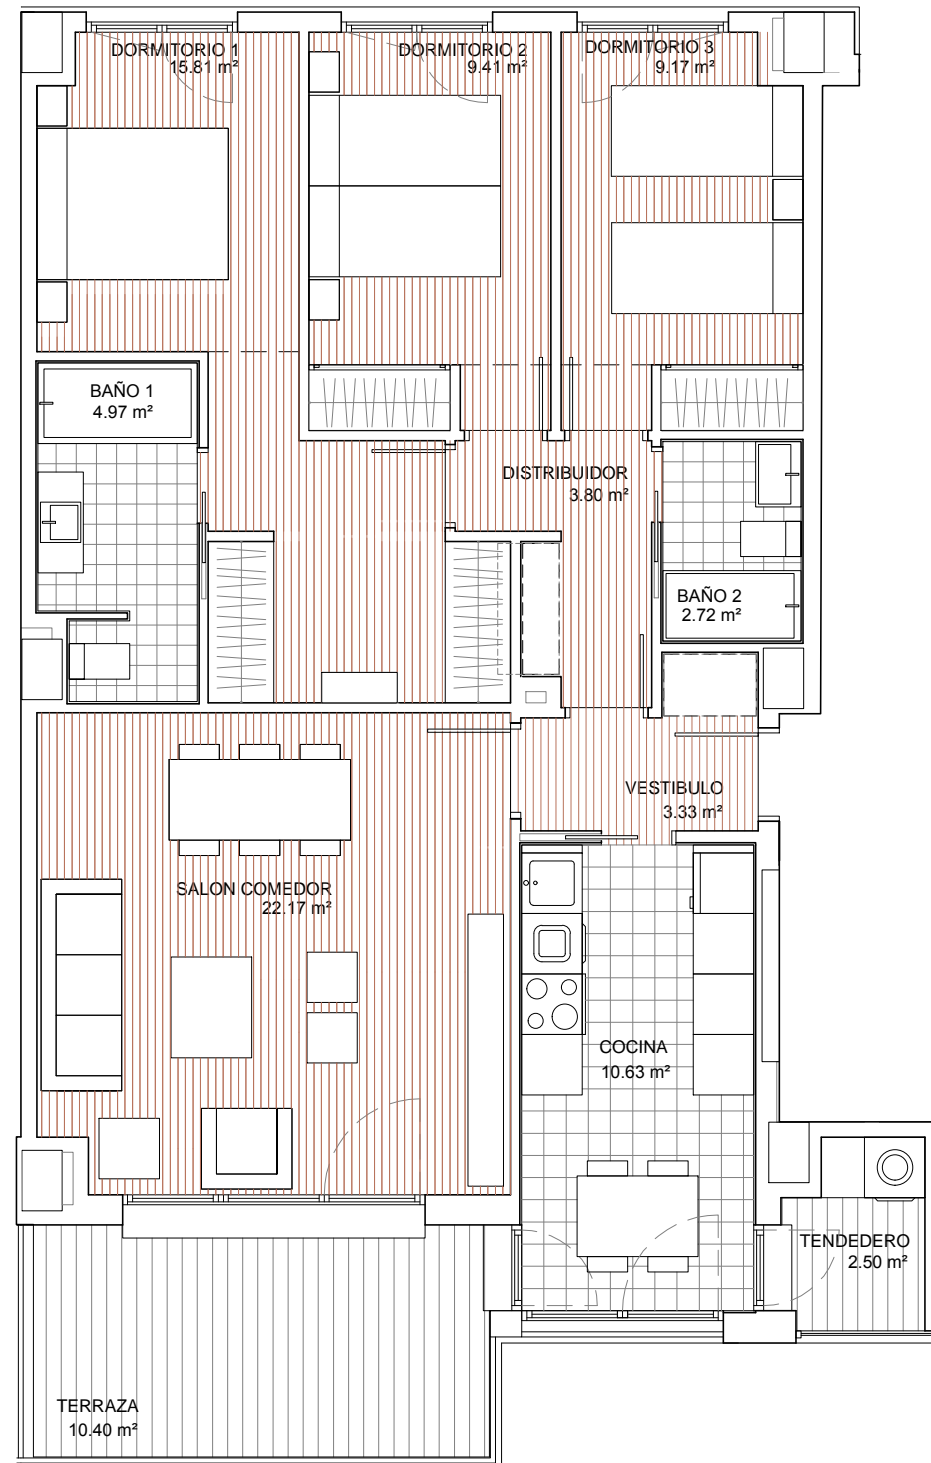 DORMITORIO 1
15.81 m²
DORMITORIO 2
9.41 m²
DORMITORIO 3
9.17 m²
BAÑO 1
4.97 m²
DISTRIBUIDOR
3.80 m²
BAÑO 2
2.72 m²
VESTIBULO
3.33 m²
SALON COMEDOR
22.17 m²
COCINA
10.63 m²
TENDEDERO
2.50 m²
TERRAZA
10.40 m²